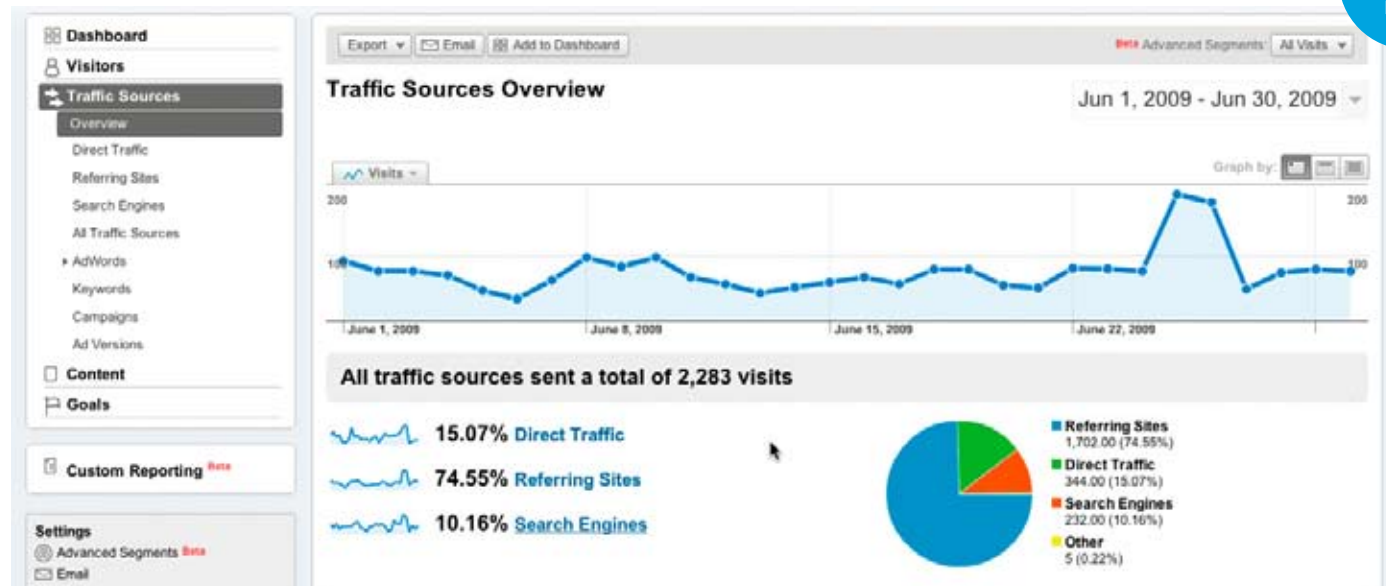 Dashboard
Visitors
Traffic Sources
Overview
Direct Traffic
Referring Sites
Search Engines
All Traffic Sources
AdWords
Keywords
Campaigns
Ad Versions
Content
Goals
Custom Reporting Beta
Settings
Advanced Segments Beta
Email
Export Email Add to Dashboard
Beta Advanced Segments: All Visits
Traffic Sources Overview
Jun 1, 2009 - Jun 30, 2009
Visits
Graph by:
200 200
100 100
June 1, 2009 June 8, 2009 June 15, 2009 June 22, 2009
All traffic sources sent a total of 2,283 visits
15.07% Direct Traffic
74.55% Referring Sites
10.16% Search Engines
Referring Sites
1,702.00 (74.55%)
Direct Traffic
344.00 (15.07%)
Search Engines
232.00 (10.16%)
Other
5 (0.22%)